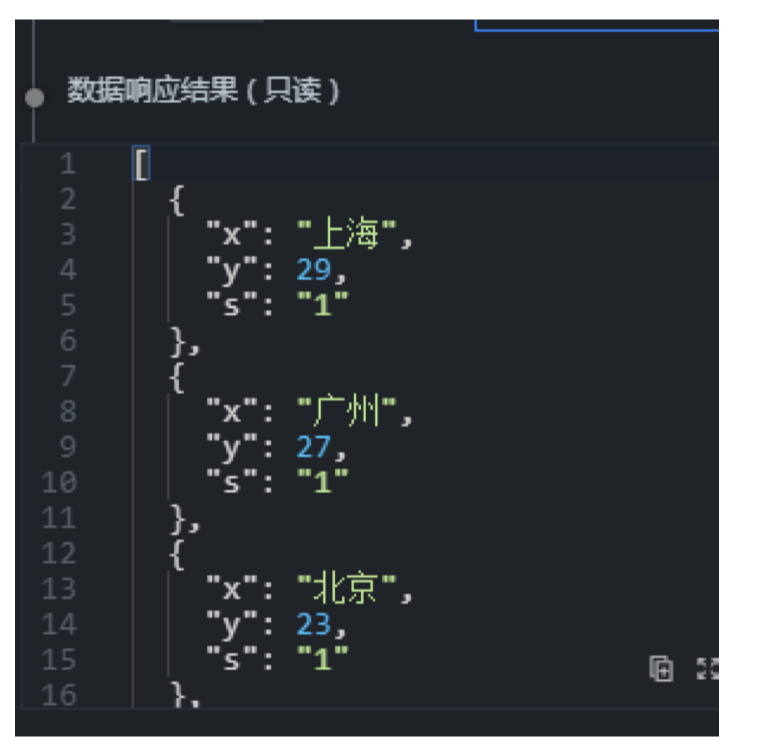 数据响应结果（只读）
1 [
2 {
3 "x": "上海",
4 "y": 29,
5 "s": "1"
6 },
7 {
8 "x": "广州",
9 "y": 27,
10 "s": "1"
11 },
12 {
13 "x": "北京",
14 "y": 23,
15 "s": "1"
16 },